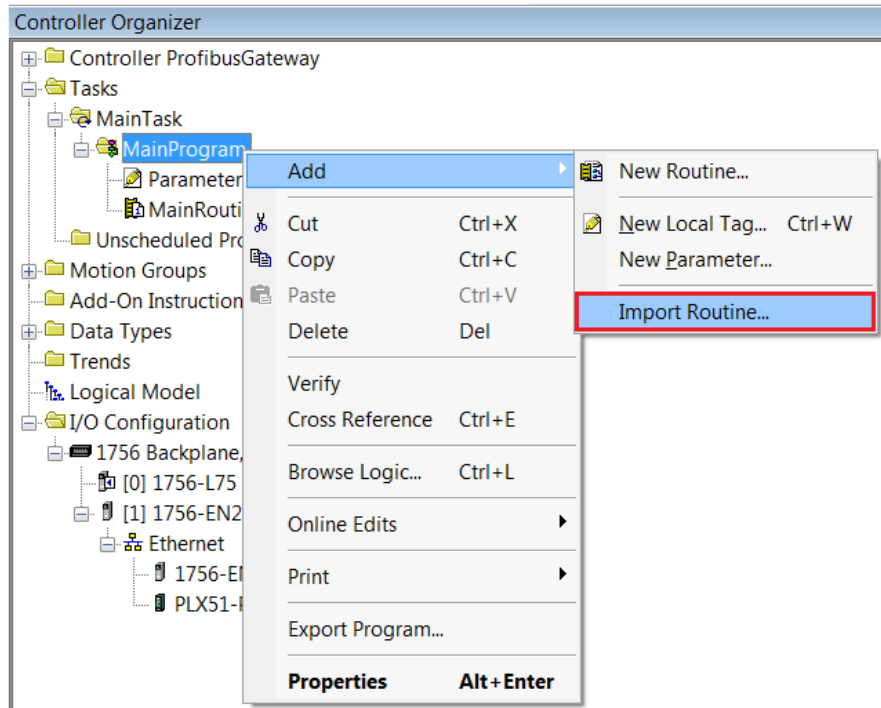 Controller Organizer
Controller ProfibusGateway
Tasks
MainTask
MainProgram
Parameter
MainRouti
Unscheduled Pro
Motion Groups
Add-On Instruction
Data Types
Trends
Logical Model
I/O Configuration
1756 Backplane,
[0] 1756-L75
[1] 1756-EN2
Ethernet
1756-EN
PLX51-
Add
Cut Ctrl+X
Copy Ctrl+C
Paste Ctrl+V
Delete Del
Verify
Cross Reference Ctrl+E
Browse Logic... Ctrl+L
Online Edits
Print
Export Program...
Properties Alt+Enter
New Routine...
New Local Tag... Ctrl+W
New Parameter...
Import Routine...